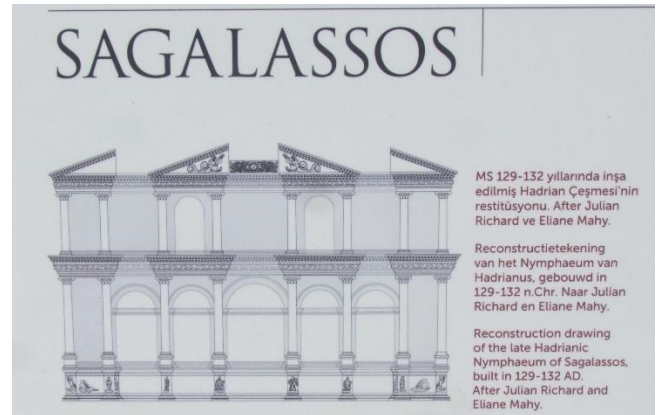 SAGALASSOS
MS 129-132 yıllarında inşa
edilmiş Hadrian Çeşmesi'nin
restitüsyonu. After Julian
Richard ve Eliane Mahy.
Reconstructietekening
van het Nymphaeum van
Hadrianus, gebouwd in
129-132 n.Chr. Naar Julian
Richard en Eliane Mahy.
Reconstruction drawing
of the late Hadrianic
Nymphaeum of Sagalassos,
built in 129-132 AD.
After Julian Richard and
Eliane Mahy.